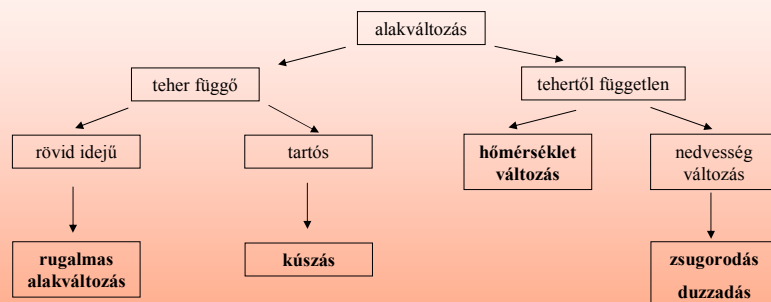 alakváltozás
teher függő
tehertől független
rövid idejű
tartós
hőmérséklet
változás
nedvesség
változás
rugalmas
alakváltozás
kúszás
zsugorodás
duzzadás